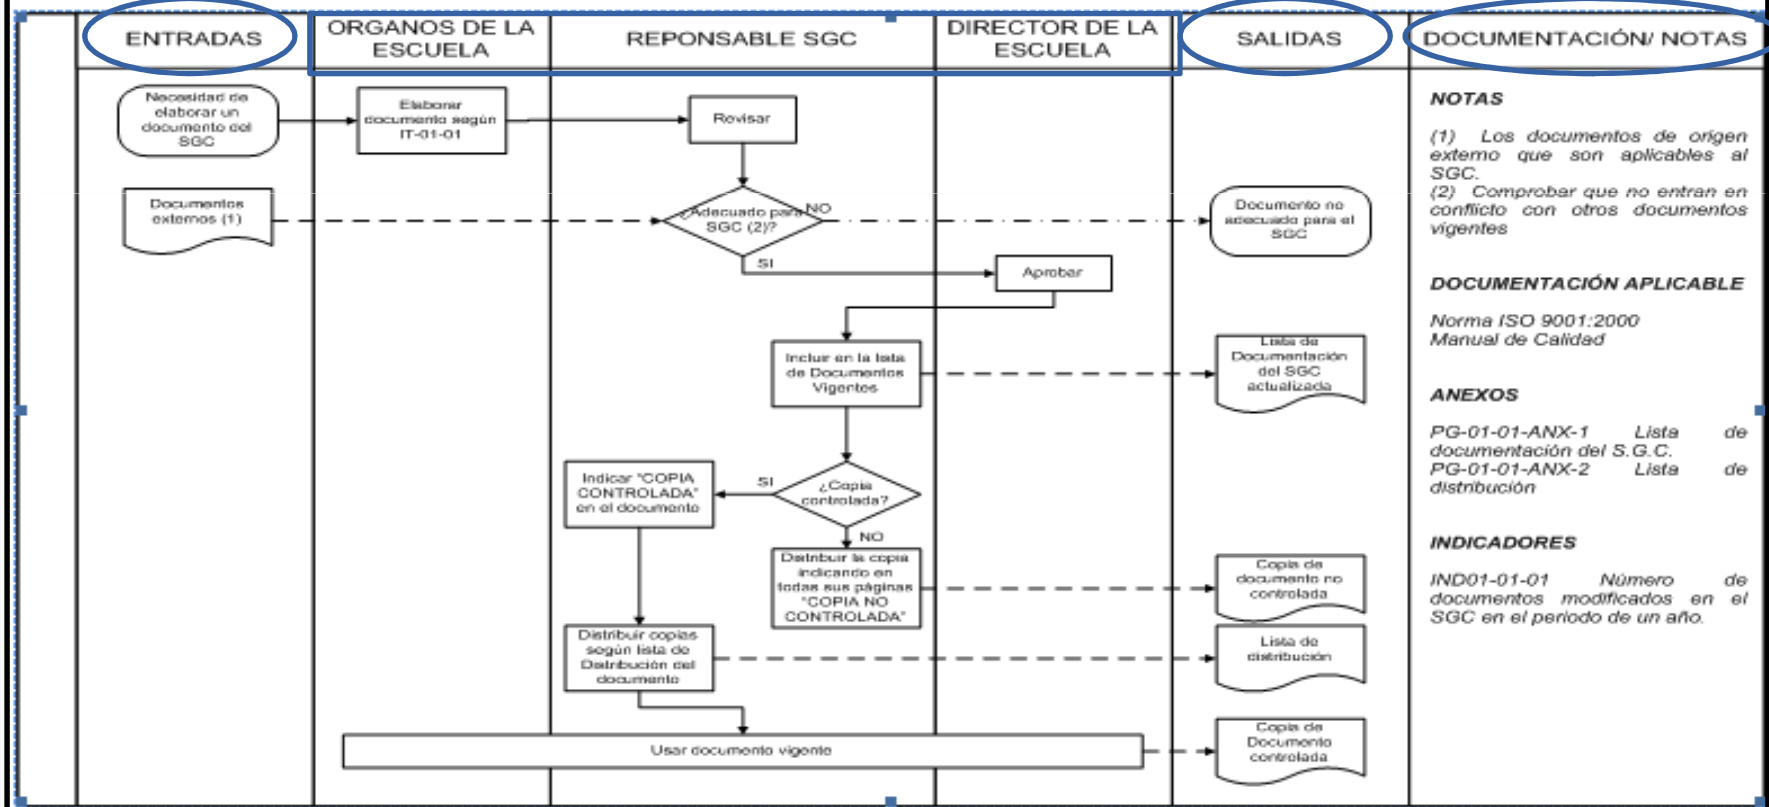 ENTRADAS
ORGANOS DE LA
ESCUELA
REPONSABLE SGC
DIRECTOR DE LA
ESCUELA
SALIDAS
DOCUMENTACIÓN/ NOTAS
Necesidad de
elaborar un
documento del
SGC
Elaborar
documento según
IT-01-01
Revisar
Documentos
externos (1)
¿Adecuado para
SGC (2)?
NO
Documento no
adecuado para el
SGC
SI
Aprobar
Incluir en la lista
de Documentos
Vigentes
Lista de
Documentación
del SGC
actualizada
¿Copia
controlada?
SI
Indicar "COPIA
CONTROLADA"
en el documento
NO
Distribuir la copia
indicando en
todas sus páginas
"COPIA NO
CONTROLADA"
Copia de
documento no
controlada
Distribuir copias
según lista de
Distribución del
documento
Lista de
distribución
Usar documento vigente
Copia de
Documento
controlada
NOTAS
(1) Los documentos de origen
externo que son aplicables al
SGC.
(2) Comprobar que no entran en
conflicto con otros documentos
vigentes
DOCUMENTACIÓN APLICABLE
Norma ISO 9001:2000
Manual de Calidad
ANEXOS
PG-01-01-ANX-1 Lista de
documentación del S.G.C.
PG-01-01-ANX-2 Lista de
distribución
INDICADORES
IND01-01-01 Número de
documentos modificados en el
SGC en el periodo de un año.